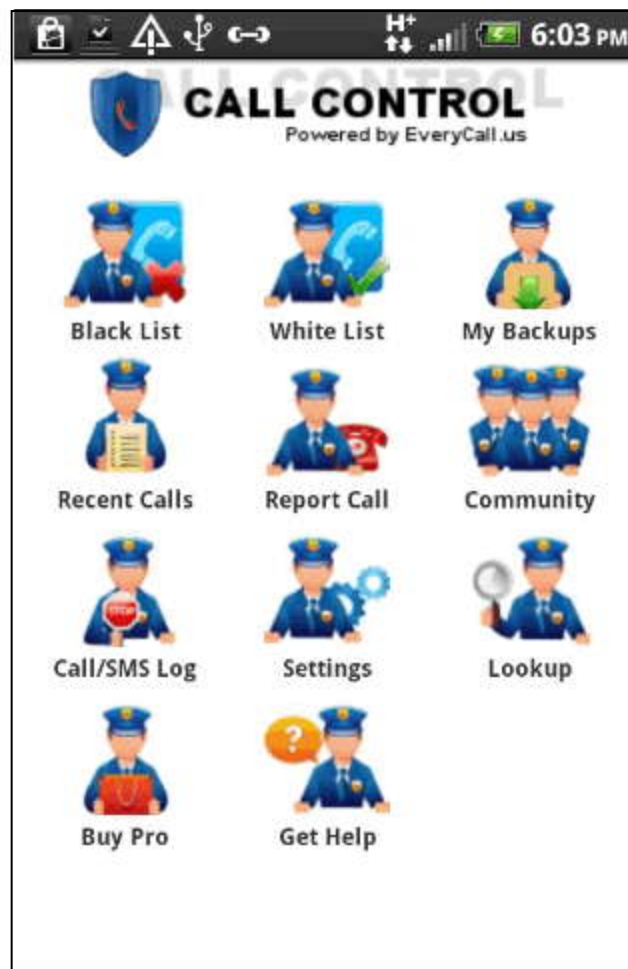 H+ 6:03 PM
CALL CONTROL
Powered by EveryCall.us
Black List White List My Backups
Recent Calls Report Call Community
STOP
Call/SMS Log Settings Lookup
?
Buy Pro Get Help